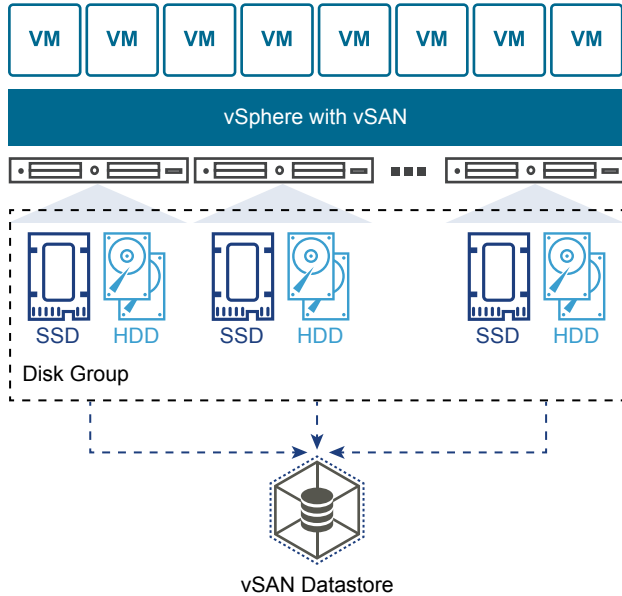 VM VM VM VM VM VM VM VM
vSphere with vSAN
SSD HDD SSD HDD SSD HDD
Disk Group
vSAN Datastore